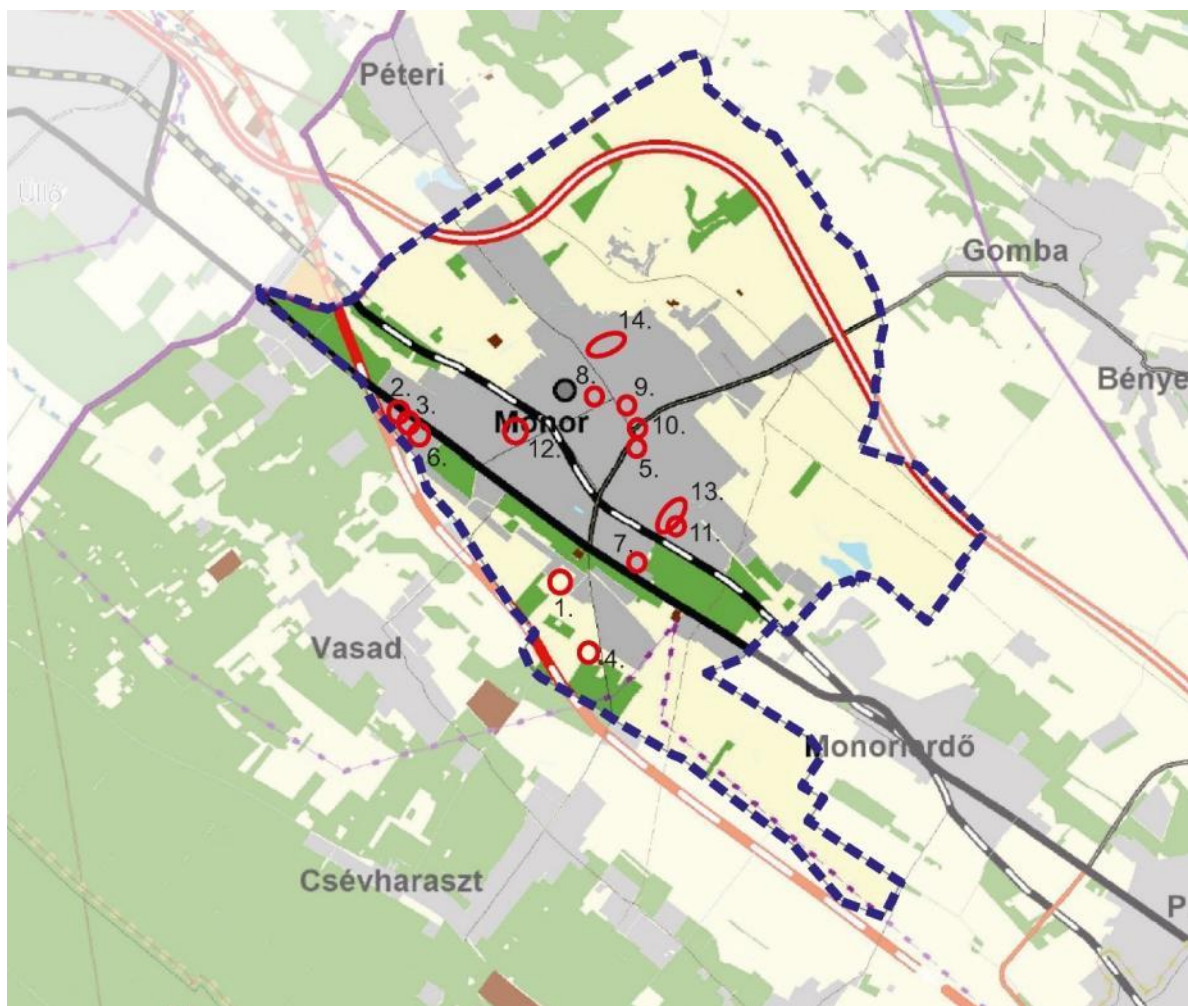 Péteri
Üllő
Gomba
Bénye
14.
8.
9.
2.
3.
Monor
10.
12.
5.
6.
13.
11.
7.
1.
Vasad
4.
Monorierdő
Csévharaszt
P